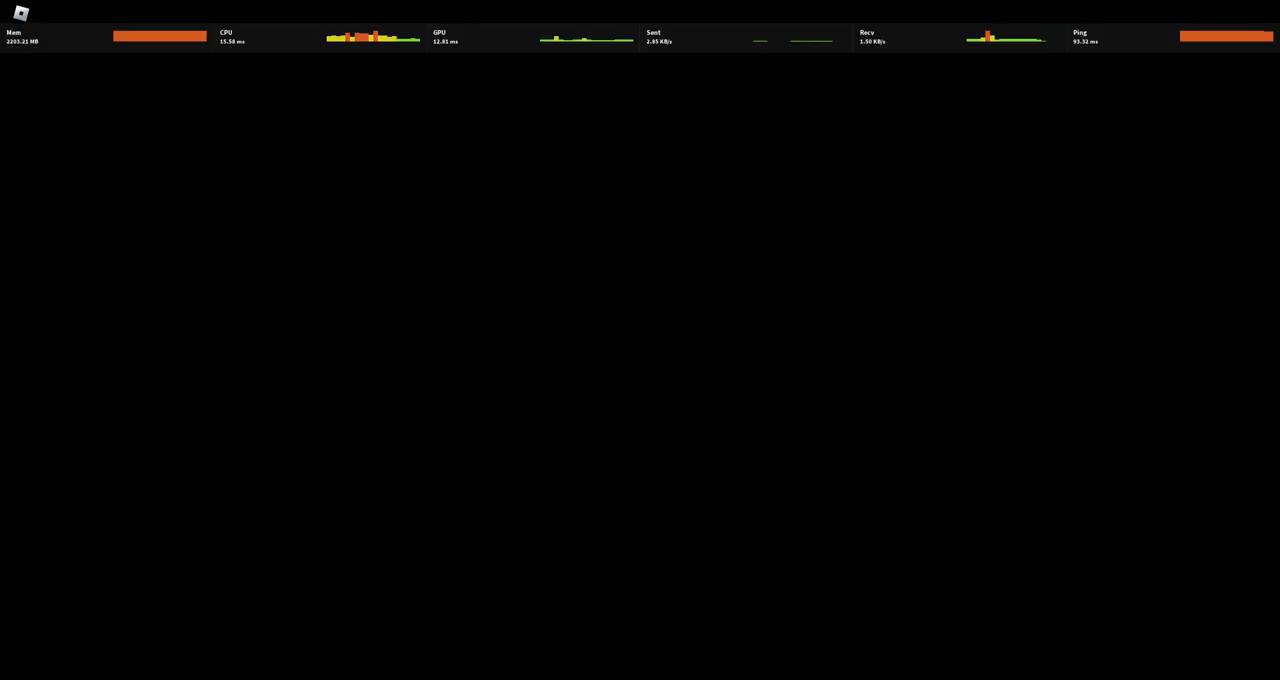 Mem CPU GPU Sent Recv Ping
2203.21 MB 15.58 ms 12.81 ms 2.85 KB/s 1.50 KB/s 93.32 ms